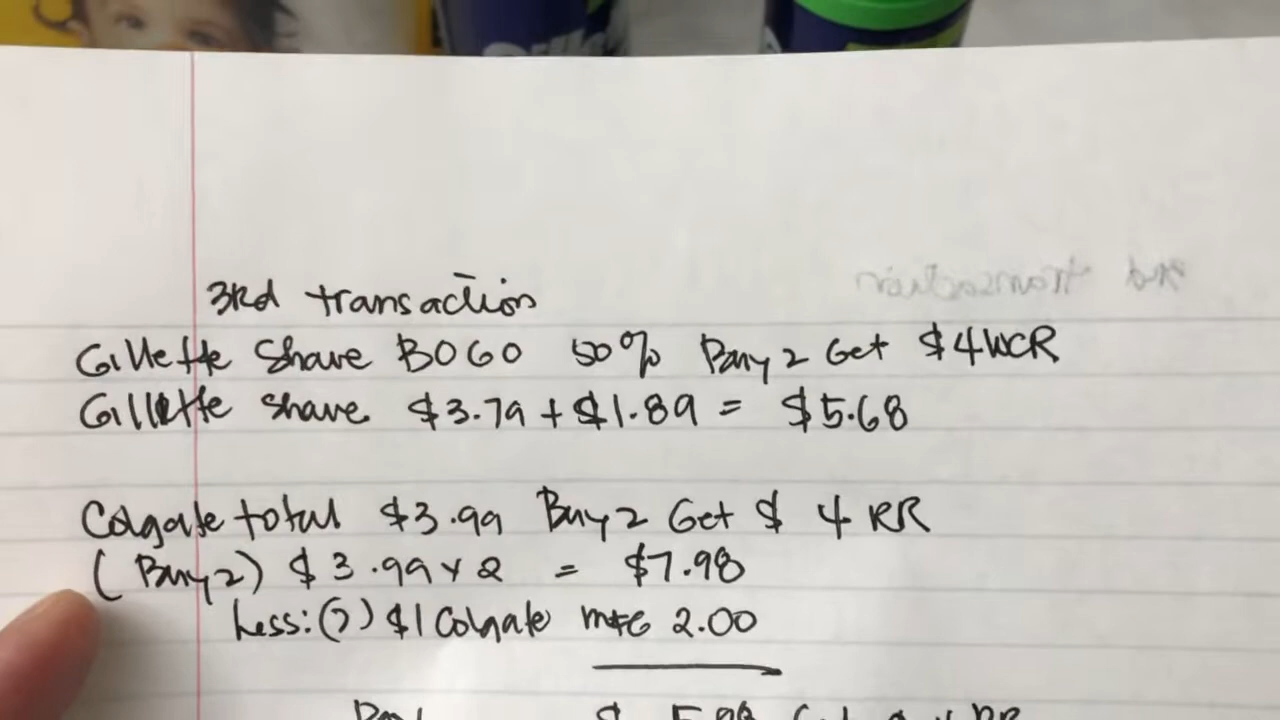 3rd transaction
Gillette Shave BOGO 50% Buy 2 Get $4WCR
Gillette Shave $3.79 + $1.89 = $5.68
Colgate total $3.99 Buy 2 Get $4 RR
(Buy 2) $3.99 x 2 = $7.98
Less: (2) $1 Colgate mfc 2.00